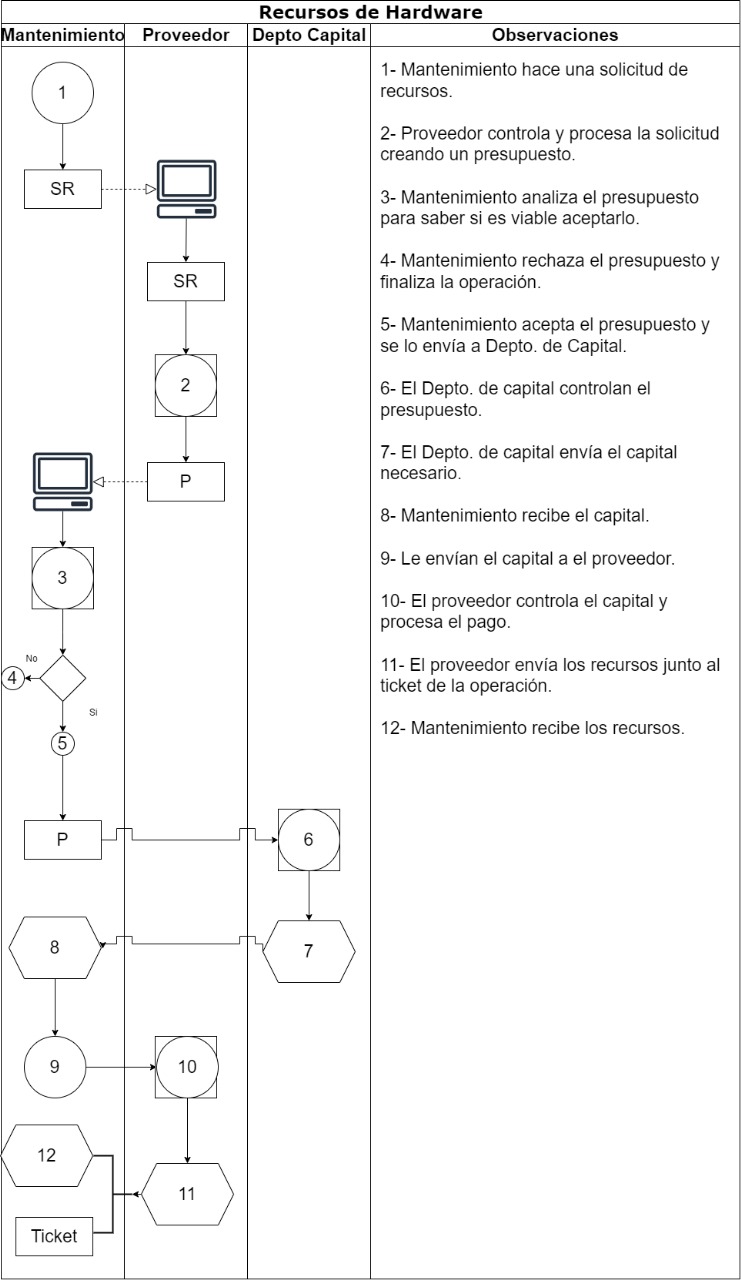 Recursos de Hardware
Mantenimiento Proveedor Depto Capital Observaciones
1
SR
SR
2
P
3
No
4
Si
5
P
6
7
8
9
10
11
12
Ticket
1- Mantenimiento hace una solicitud de
recursos.
2- Proveedor controla y procesa la solicitud
creando un presupuesto.
3- Mantenimiento analiza el presupuesto
para saber si es viable aceptarlo.
4- Mantenimiento rechaza el presupuesto y
finaliza la operación.
5- Mantenimiento acepta el presupuesto y
se lo envía a Depto. de Capital.
6- El Depto. de capital controlan el
presupuesto.
7- El Depto. de capital envía el capital
necesario.
8- Mantenimiento recibe el capital.
9- Le envían el capital a el proveedor.
10- El proveedor controla el capital y
procesa el pago.
11- El proveedor envía los recursos junto al
ticket de la operación.
12- Mantenimiento recibe los recursos.